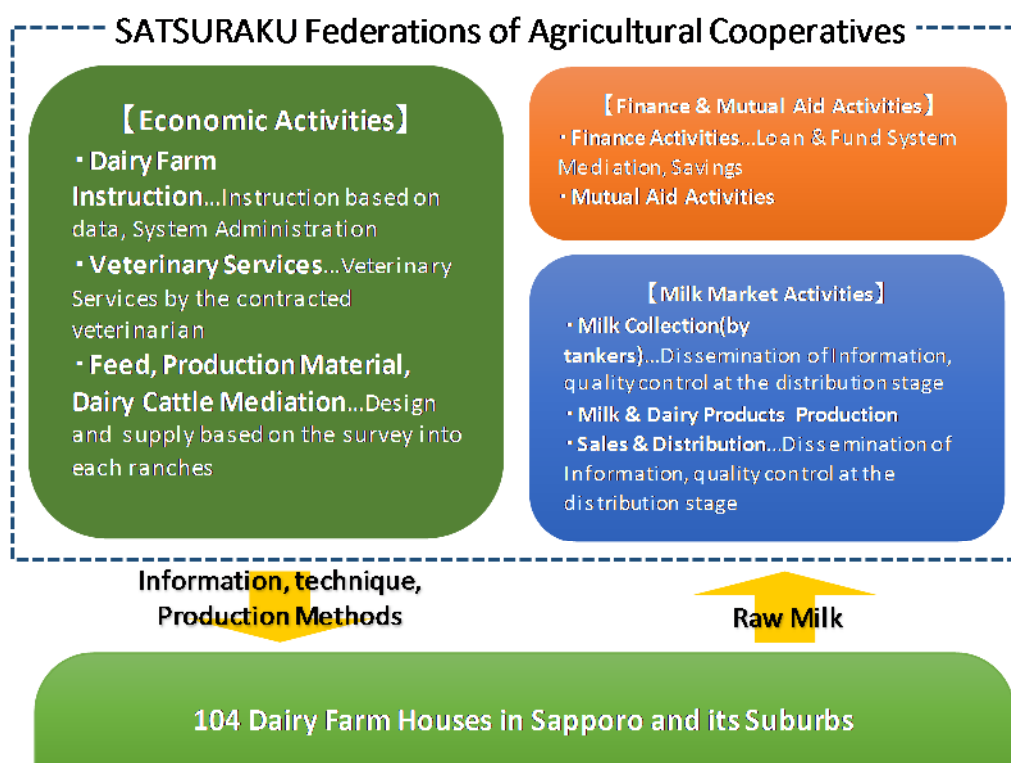 SATSURAKU Federations of Agricultural Cooperatives
【Economic Activities】
・Dairy Farm
Instruction...Instruction based on
data, System Administration
・Veterinary Services...Veterinary
Services by the contracted
veterinarian
・Feed, Production Material,
Dairy Cattle Mediation...Design
and supply based on the survey into
each ranches
【Finance & Mutual Aid Activities】
・Finance Activities...Loan & Fund System
Mediation, Savings
・Mutual Aid Activities
【Milk Market Activities】
・Milk Collection(by
tankers)...Dissemination of Information,
quality control at the distribution stage
・Milk & Dairy Products Production
・Sales & Distribution...Dissemination of
Information, quality control at the
distribution stage
Information, technique,
Production Methods
Raw Milk
104 Dairy Farm Houses in Sapporo and its Suburbs